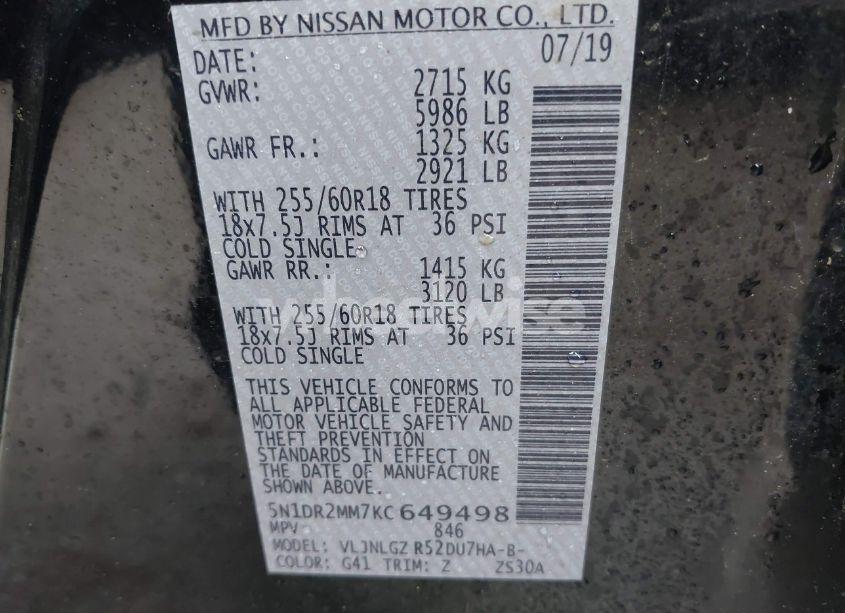 MFD BY NISSAN MOTOR CO., LTD.
DATE: 07/19
GVWR: 2715 KG
5986 LB
GAWR FR.: 1325 KG
2921 LB
WITH 255/60R18 TIRES
18x7.5J RIMS AT 36 PSI
COLD SINGLE
GAWR RR.: 1415 KG
3120 LB
WITH 255/60R18 TIRES
18x7.5J RIMS AT 36 PSI
COLD SINGLE
THIS VEHICLE CONFORMS TO
ALL APPLICABLE FEDERAL
MOTOR VEHICLE SAFETY AND
THEFT PREVENTION
STANDARDS IN EFFECT ON
THE DATE OF MANUFACTURE
SHOWN ABOVE.
5N1DR2MM7KC649498
MPV 846
MODEL: VLJNLGZ R52DU7HA-B-
COLOR: G41 TRIM: Z ZS30A